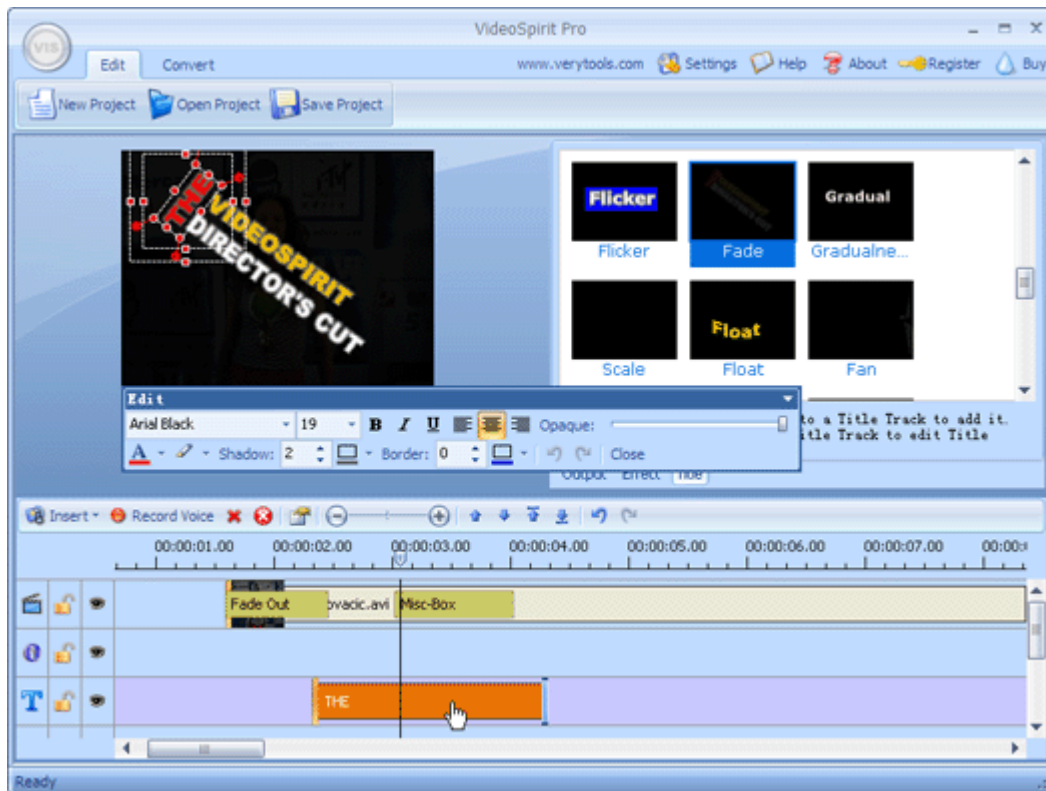 VideoSpirit Pro
VIS
Edit Convert
www.verytools.com Settings Help About Register Buy
New Project Open Project Save Project
THE
VIDEOSPIRIT
DIRECTOR'S CUT
Flicker Gradual
Flicker Fade Gradualne...
Float
Scale Float Fan
Edit
Arial Black 19 B I U Opaque:
to a Title Track to add it.
itle Track to edit Title
A Shadow: 2 Border: 0 Close
Output Effect Title
Insert Record Voice
00:00:01.00 00:00:02.00 00:00:03.00 00:00:04.00 00:00:05.00 00:00:06.00 00:00:07.00 00:00:
Fade Out ovacic.avi Misc-Box
T THE
Ready